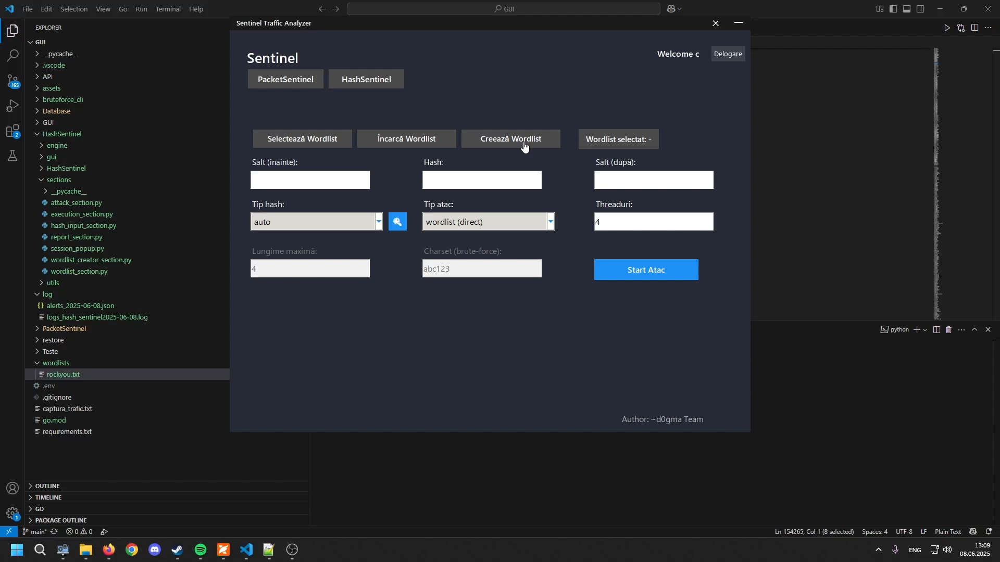 File Edit Selection View Go Run Terminal Help
GUI
Sentinel Traffic Analyzer
EXPLORER
GUI
__pycache__
.vscode
API
assets
bruteforce_cli
Database
GUI
HashSentinel
engine
gui
HashSentinel
sections
__pycache__
attack_section.py
execution_section.py
hash_input_section.py
report_section.py
session_popup.py
wordlist_creator_section.py
wordlist_section.py
utils
log
alerts_2025-06-08.json
logs_hash_sentinel2025-06-08.log
PacketSentinel
restore
Teste
wordlists
rockyou.txt
.env
.gitignore
captura_trafic.txt
go.mod
requirements.txt
OUTLINE
TIMELINE
GO
PACKAGE OUTLINE
165
2
1
Sentinel
Welcome c
Delogare
PacketSentinel
HashSentinel
Selectează Wordlist
Încarcă Wordlist
Creează Wordlist
Wordlist selectat: -
Salt (înainte):
Hash:
Salt (după):
Tip hash:
Tip atac:
Threaduri:
auto
wordlist (direct)
4
Lungime maximă:
Charset (brute-force):
4
abc123
Start Atac
Author: ~d0gma Team
python
main* 0 0
Ln 154265, Col 1 (8 selected) Spaces: 4 UTF-8 LF Plain Text
ENG
13:09
08.06.2025